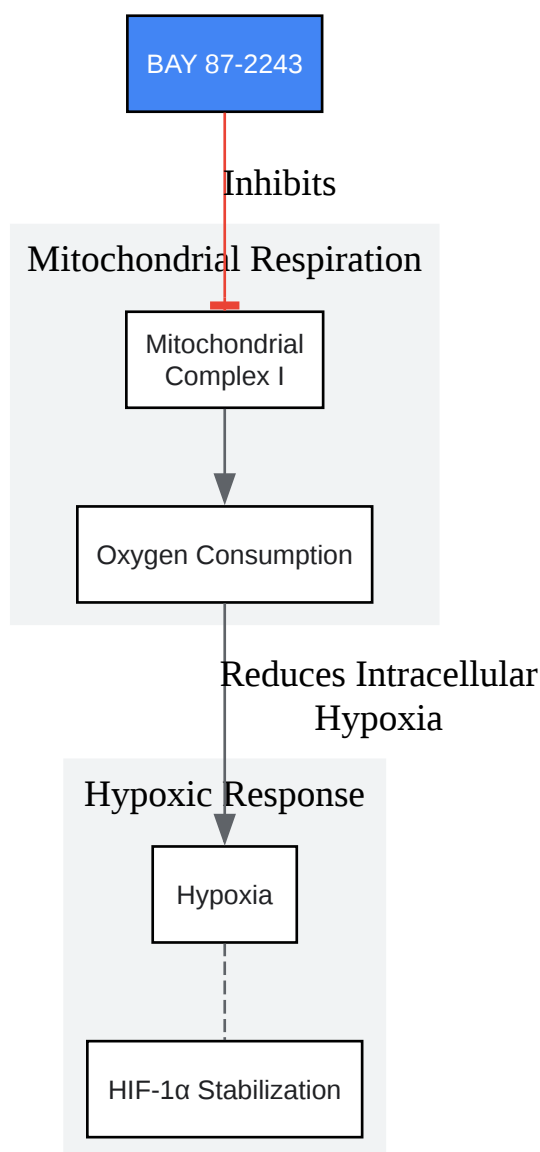 BAY 87-2243
Inhibits
Mitochondrial Respiration
Mitochondrial
Complex I
Oxygen Consumption
Reduces Intracellular
Hypoxia
Hypoxic Response
Hypoxia
HIF-1α Stabilization